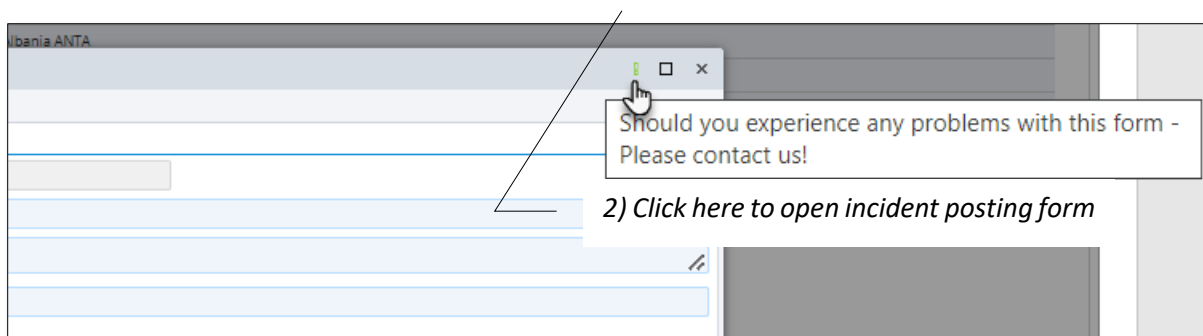 Albania ANTA
Should you experience any problems with this form -
Please contact us!
2) Click here to open incident posting form